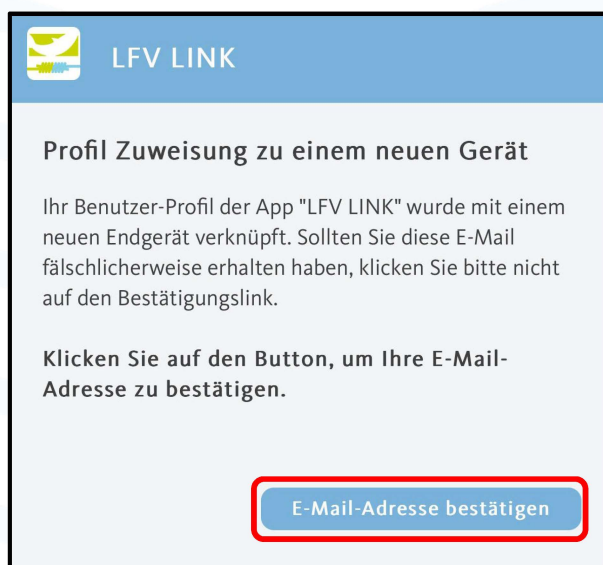 LFV LINK
Profil Zuweisung zu einem neuen Gerät
Ihr Benutzer-Profil der App "LFV LINK" wurde mit einem
neuen Endgerät verknüpft. Sollten Sie diese E-Mail
fälschlicherweise erhalten haben, klicken Sie bitte nicht
auf den Bestätigungslink.
Klicken Sie auf den Button, um Ihre E-Mail-
Adresse zu bestätigen.
E-Mail-Adresse bestätigen